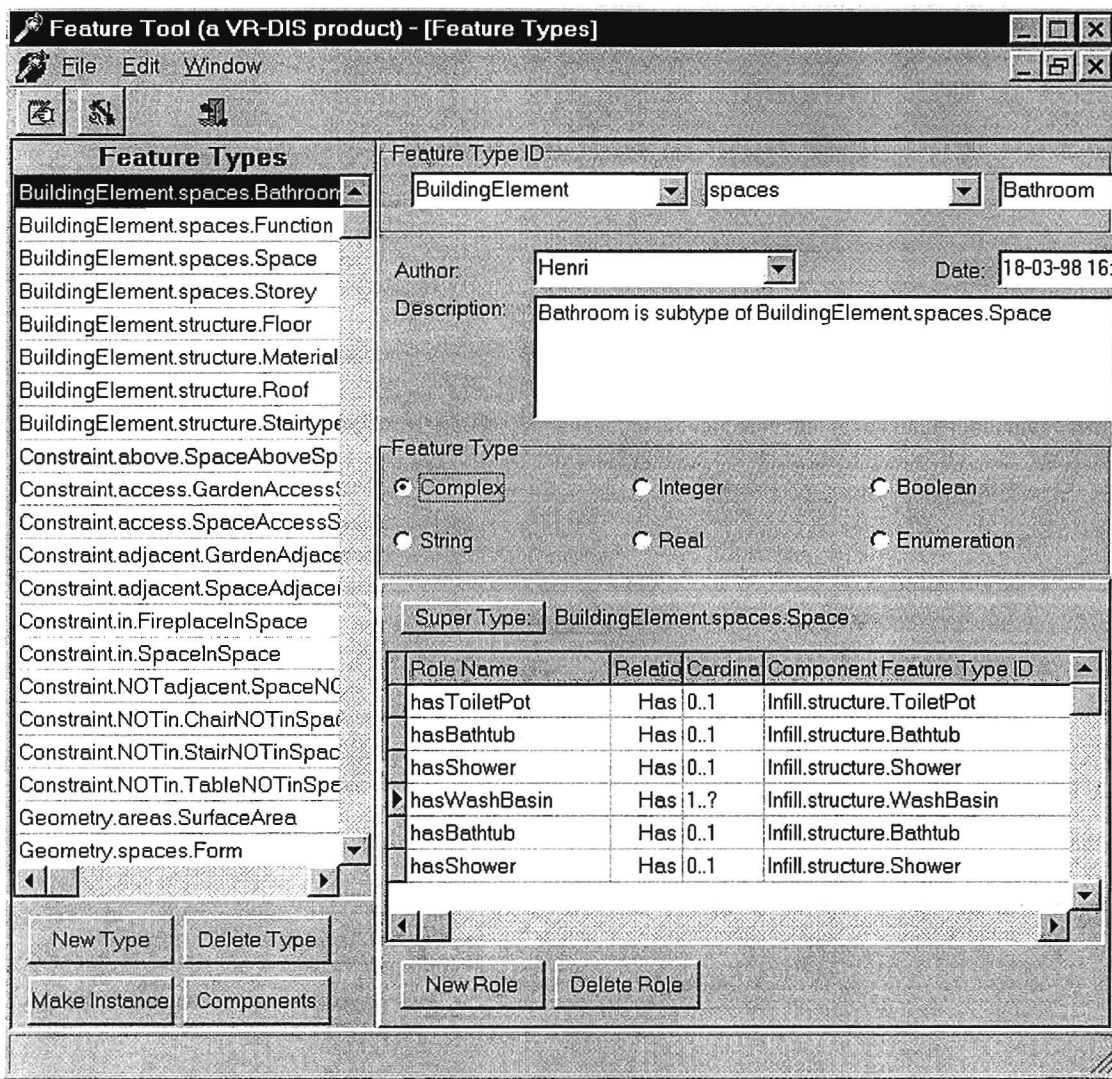 Feature Tool (a VR-DIS product) - [Feature Types]
File Edit Window
Feature Types
BuildingElement.spaces.Bathroom
BuildingElement.spaces.Function
BuildingElement.spaces.Space
BuildingElement.spaces.Storey
BuildingElement.structure.Floor
BuildingElement.structure.Material
BuildingElement.structure.Roof
BuildingElement.structure.Stairtype
Constraint.above.SpaceAboveSp
Constraint.access.GardenAccessS
Constraint.access.SpaceAccessS
Constraint.adjacent.GardenAdjace
Constraint.adjacent.SpaceAdjacei
Constraint.in.FireplaceInSpace
Constraint.in.SpaceInSpace
Constraint.NOTadjacent.SpaceNO
Constraint.NOTin.ChairNOTinSpac
Constraint.NOTin.StairNOTinSpac
Constraint.NOTin.TableNOTinSpe
Geometry.areas.SurfaceArea
Geometry.spaces.Form
New Type Delete Type
Make Instance Components
Feature Type ID
BuildingElement spaces Bathroom
Author: Henri Date: 18-03-98 16:
Description: Bathroom is subtype of BuildingElement.spaces.Space
Feature Type
Complex Integer Boolean
String Real Enumeration
Super Type: BuildingElement.spaces.Space
Role Name Relatio Cardina Component Feature Type ID
hasToiletPot Has 0..1 Infill.structure.ToiletPot
hasBathtub Has 0..1 Infill.structure.Bathtub
hasShower Has 0..1 Infill.structure.Shower
hasWashBasin Has 1..? Infill.structure.WashBasin
hasBathtub Has 0..1 Infill.structure.Bathtub
hasShower Has 0..1 Infill.structure.Shower
New Role Delete Role